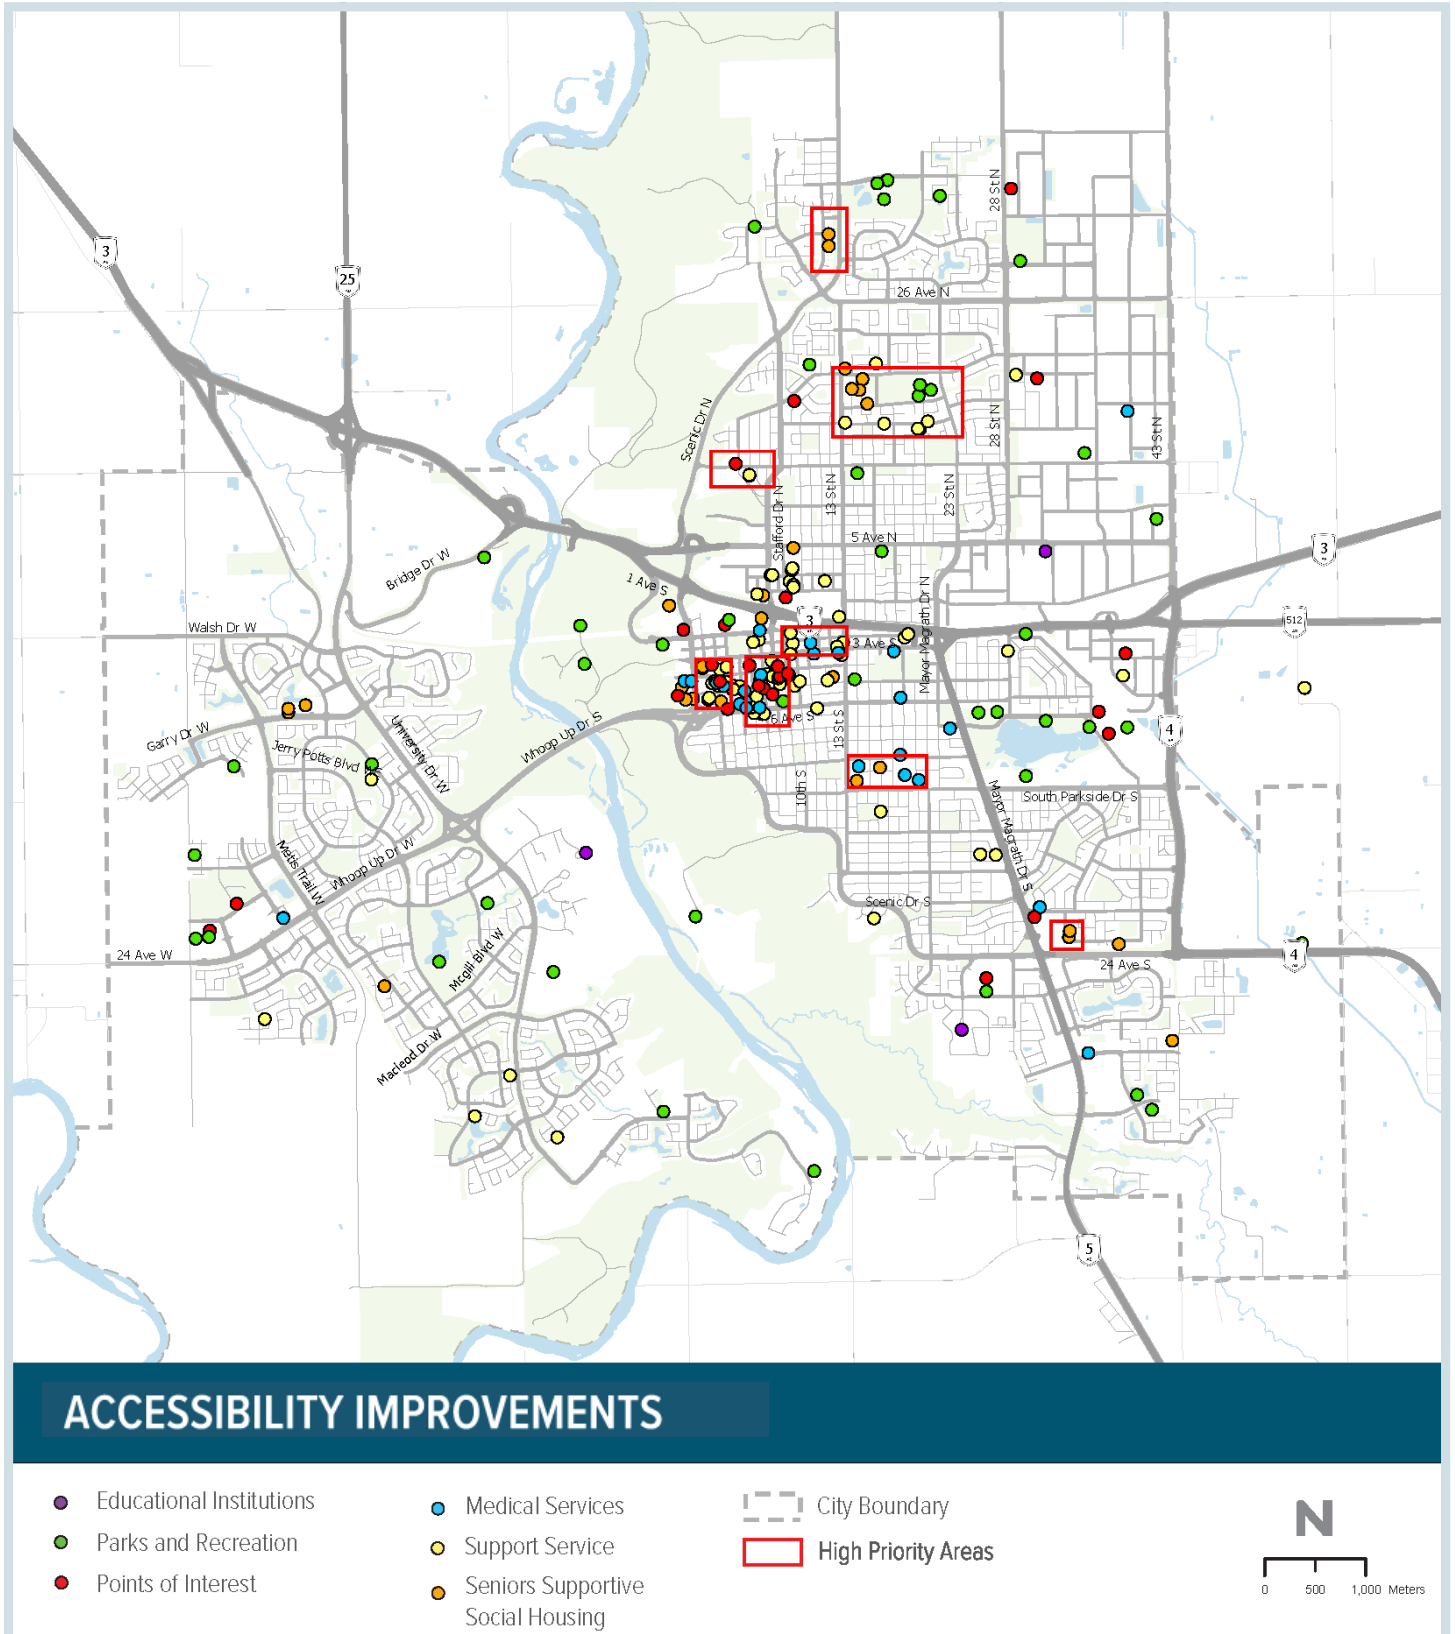 28 St N
3
25
26 Ave N
Scenic Dr N
28 St N
43 St N
13 St N
23 St N
Stafford Dr N
5 Ave N
3
Bridge Dr W
1 Ave S
Mayor Magrath Dr N
3
512
Walsh Dr W
3 Ave S
Garry Dr W
University Dr W
Whoop Up Dr S
6 Ave S
13 St S
4
Jerry Potts Blvd W
10th S
Mayor Magrath Dr S
South Parkside Dr S
Metis Trail W
Whoop Up Dr W
Scenic Dr S
24 Ave W
Mcgill Blvd W
24 Ave S
4
Macleod Dr W
5
ACCESSIBILITY IMPROVEMENTS
Educational Institutions
Parks and Recreation
Points of Interest
Medical Services
Support Service
Seniors Supportive
Social Housing
City Boundary
High Priority Areas
N
0 500 1,000 Meters